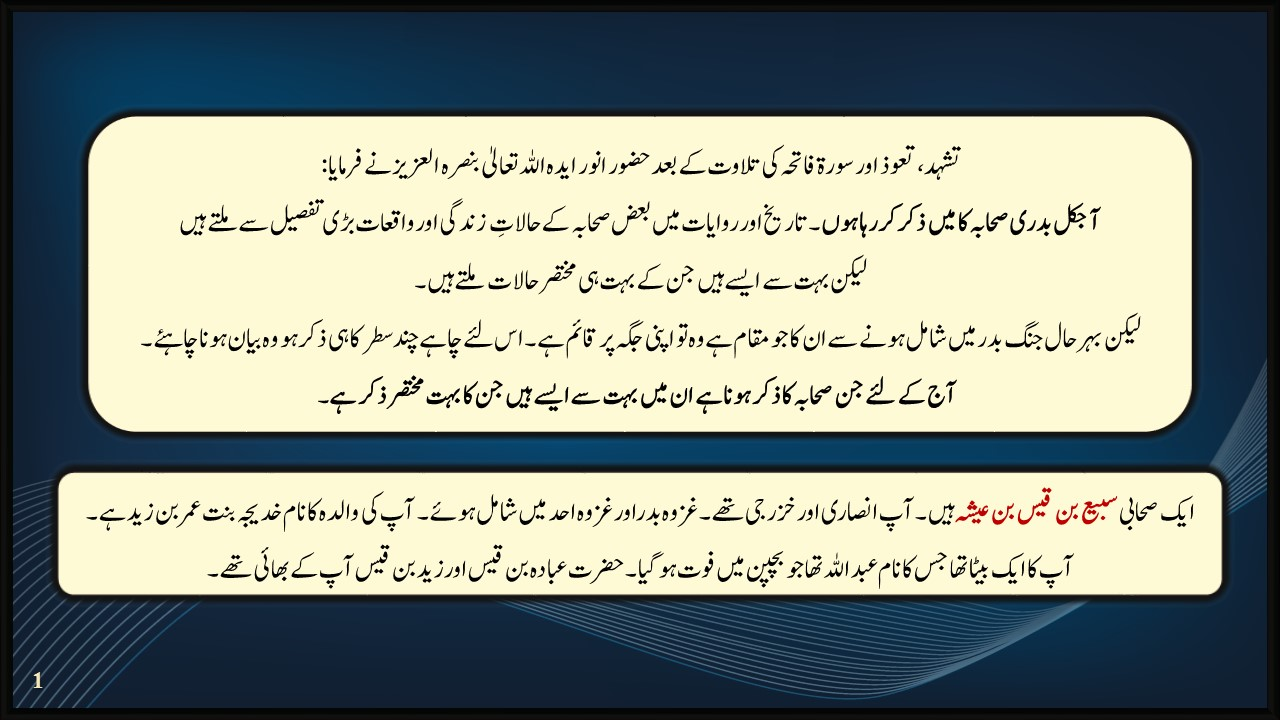 تشہد، تعوذ اور سورۃ فاتحہ کی تلاوت کے بعد حضور انور ایدہ اللہ تعالیٰ بنصرہ العزیز نے فرمایا:
آجکل بدری صحابہ کا میں ذکر کر رہا ہوں۔ تاریخ اور روایات میں بعض صحابہ کے حالاتِ زندگی اور واقعات بڑی تفصیل سے ملتے ہیں
لیکن بہت سے ایسے ہیں جن کے بہت ہی مختصر حالات ملتے ہیں۔
لیکن بہر حال جنگ بدر میں شامل ہونے سے ان کا جو مقام ہے وہ تو اپنی جگہ پر قائم ہے۔ اس لئے چاہے چند سطر کا ہی ذکر ہو وہ بیان ہونا چاہئے۔
آج کے لئے جن صحابہ کا ذکر ہونا ہے ان میں بہت سے ایسے ہیں جن کا بہت مختصر ذکر ہے۔
ایک صحابی سبیع بن قیس بن عیشہ ہیں۔ آپ انصاری اور خزرجی تھے۔ غزوہ بدر اور غزوہ احد میں شامل ہوئے۔ آپ کی والدہ کا نام خدیجہ بنت عمر بن زید ہے۔
آپ کا ایک بیٹا تھا جس کا نام عبد اللہ تھا جو بچپن میں فوت ہو گیا۔ حضرت عبادہ بن قیس اور زید بن قیس آپ کے بھائی تھے۔
1